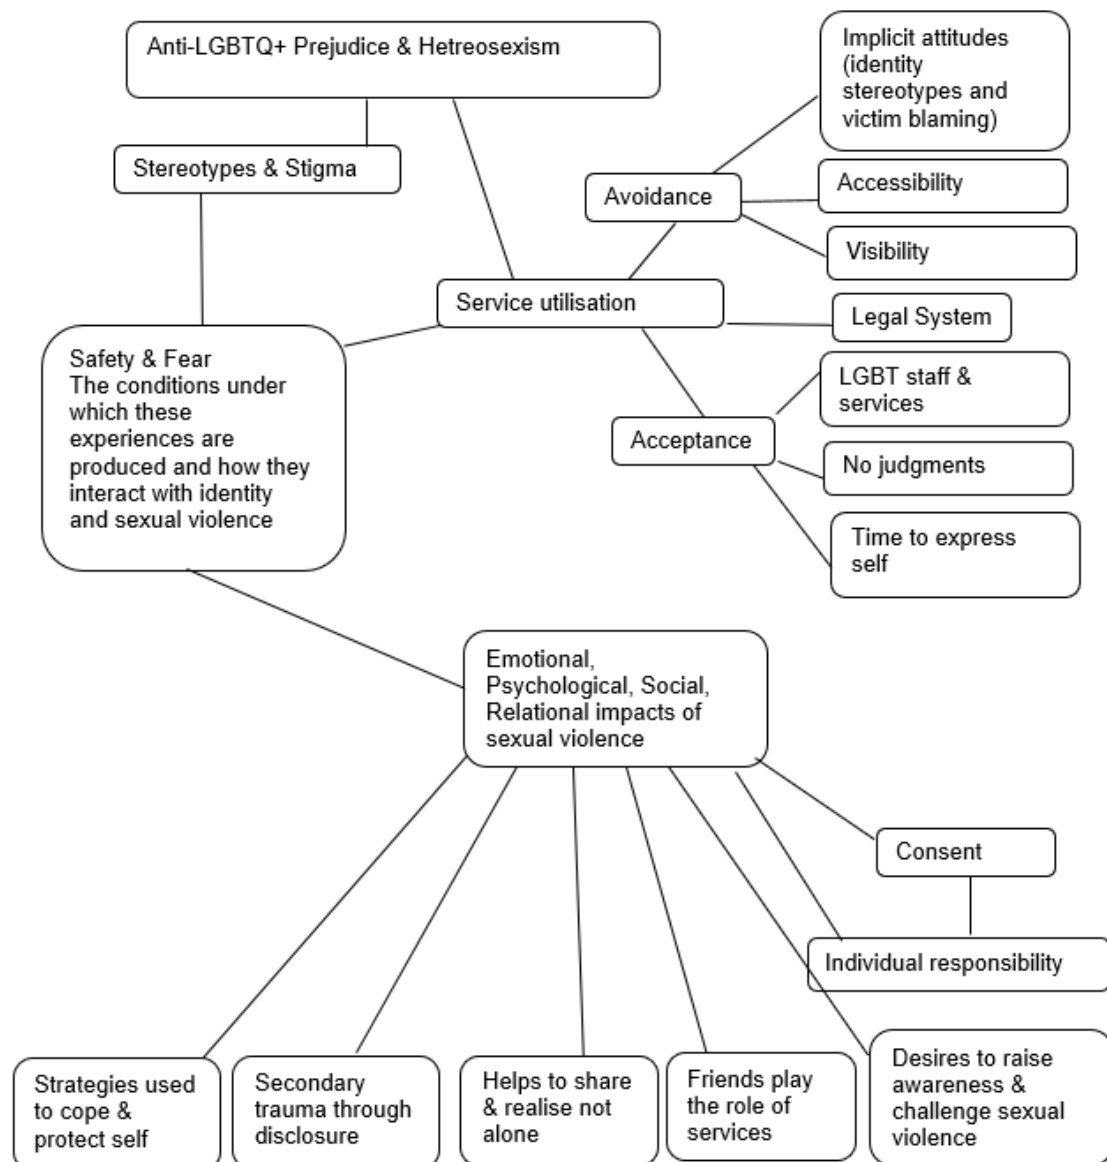 Anti-LGBTQ+ Prejudice & Hetreosexism
Stereotypes & Stigma
Implicit attitudes
(identity
stereotypes and
victim blaming)
Avoidance
Accessibility
Visibility
Service utilisation
Legal System
Safety & Fear
The conditions under
which these
experiences are
produced and how they
interact with identity
and sexual violence
LGBT staff &
services
Acceptance
No judgments
Time to express
self
Emotional,
Psychological, Social,
Relational impacts of
sexual violence
Consent
Individual responsibility
Strategies used
to cope &
protect self
Secondary
trauma through
disclosure
Helps to share
& realise not
alone
Friends play
the role of
services
Desires to raise
awareness &
challenge sexual
violence